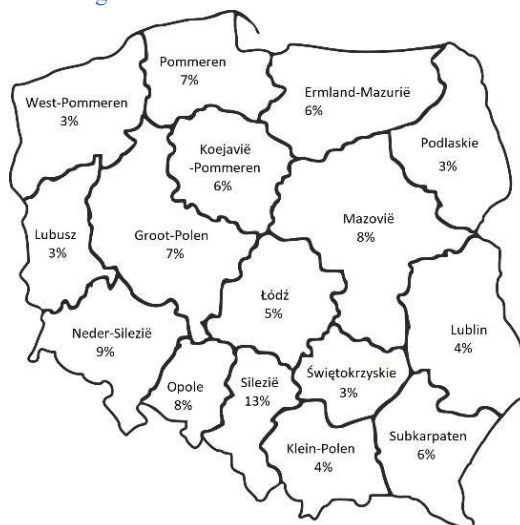 Pommeren
7%
West-Pommeren
3%
Ermland-Mazurië
6%
Koejavië
-Pommeren
6%
Podlaskie
3%
Lubusz
3%
Groot-Polen
7%
Mazovië
8%
Łódź
5%
Neder-Silezië
9%
Lublin
4%
Opole
8%
Silezië
13%
Świętokrzyskie
3%
Klein-Polen
4%
Subkarpaten
6%